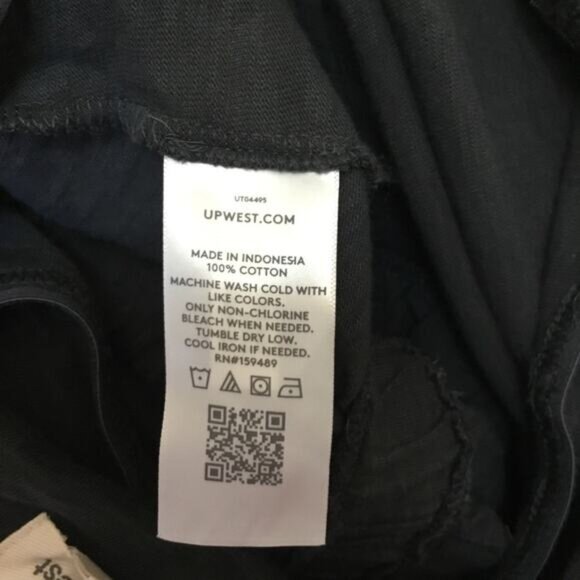 UT04495
UPWEST.COM
MADE IN INDONESIA
100% COTTON
MACHINE WASH COLD WITH
LIKE COLORS.
ONLY NON-CHLORINE
BLEACH WHEN NEEDED.
TUMBLE DRY LOW.
COOL IRON IF NEEDED.
RN#159489
st